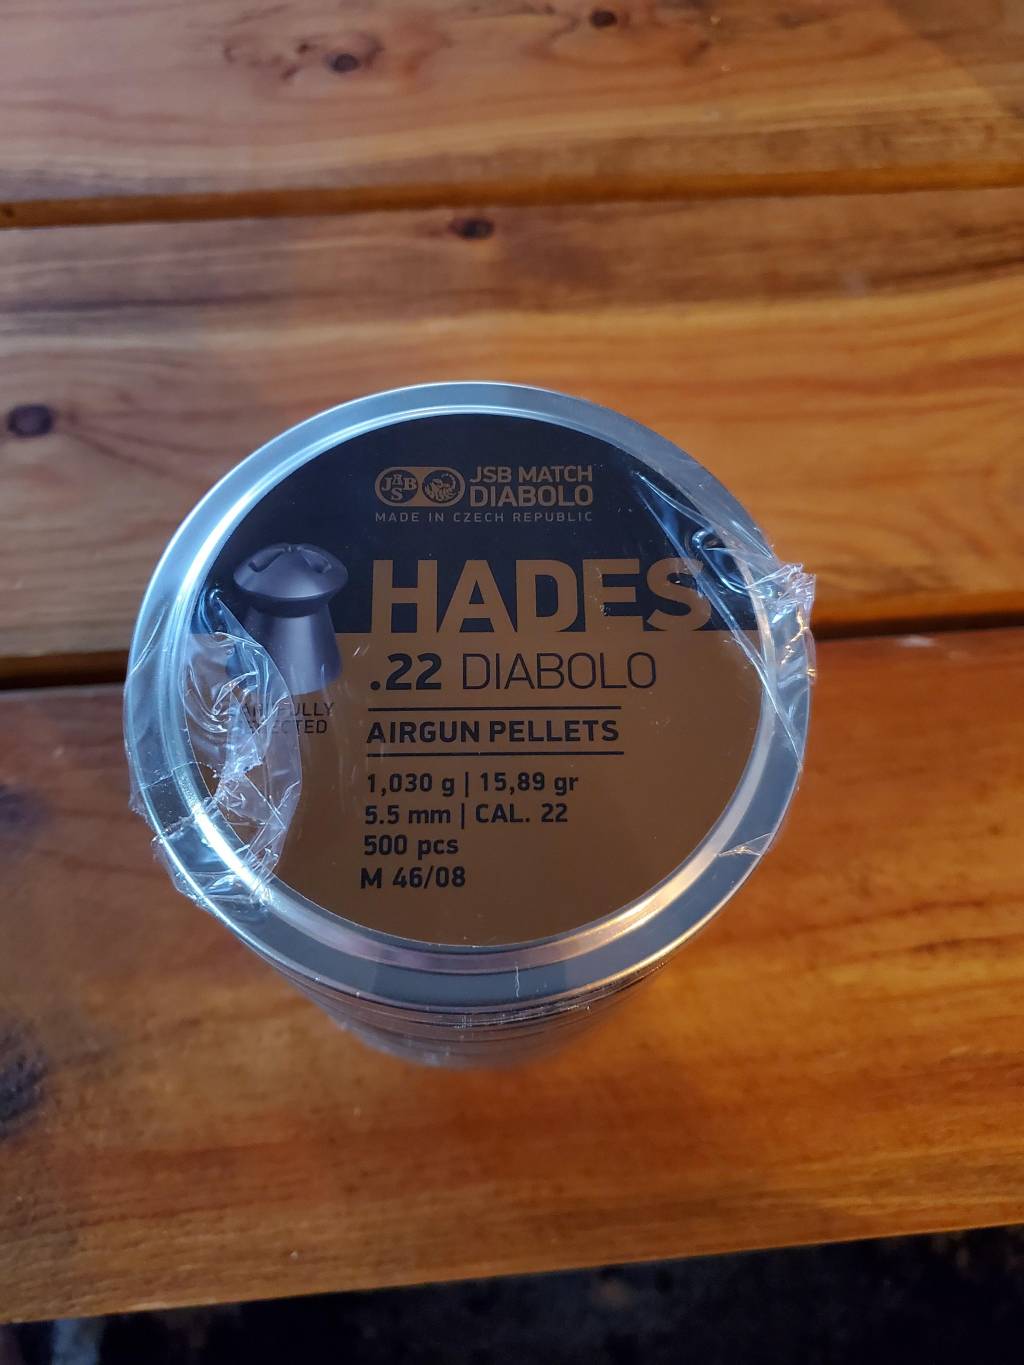 JSB
JSB MATCH
DIABOLO
MADE IN CZECH REPUBLIC
HADES
.22 DIABOLO
AIRGUN PELLETS
1,030 g | 15,89 gr
5.5 mm | CAL. 22
500 pcs
M 46/08